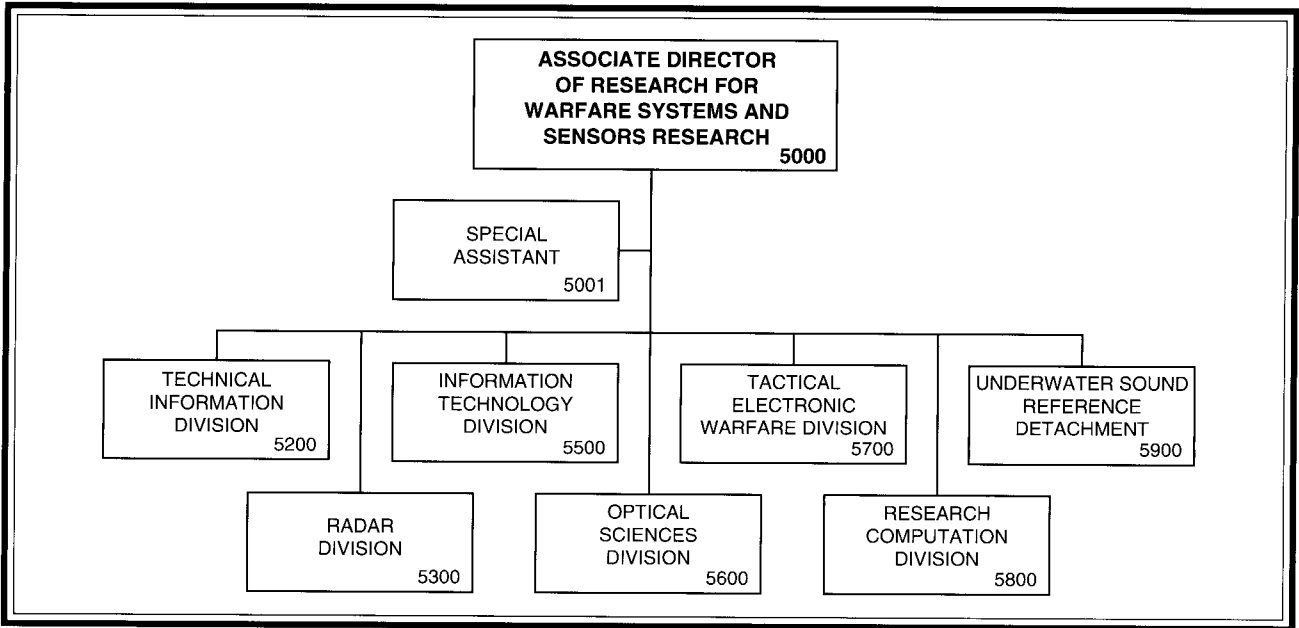 ASSOCIATE DIRECTOR
OF RESEARCH FOR
WARFARE SYSTEMS AND
SENSORS RESEARCH
5000
SPECIAL
ASSISTANT
5001
TECHNICAL
INFORMATION
DIVISION
5200
INFORMATION
TECHNOLOGY
DIVISION
5500
TACTICAL
ELECTRONIC
WARFARE DIVISION
5700
UNDERWATER SOUND
REFERENCE
DETACHMENT
5900
RADAR
DIVISION
5300
OPTICAL
SCIENCES
DIVISION
5600
RESEARCH
COMPUTATION
DIVISION
5800